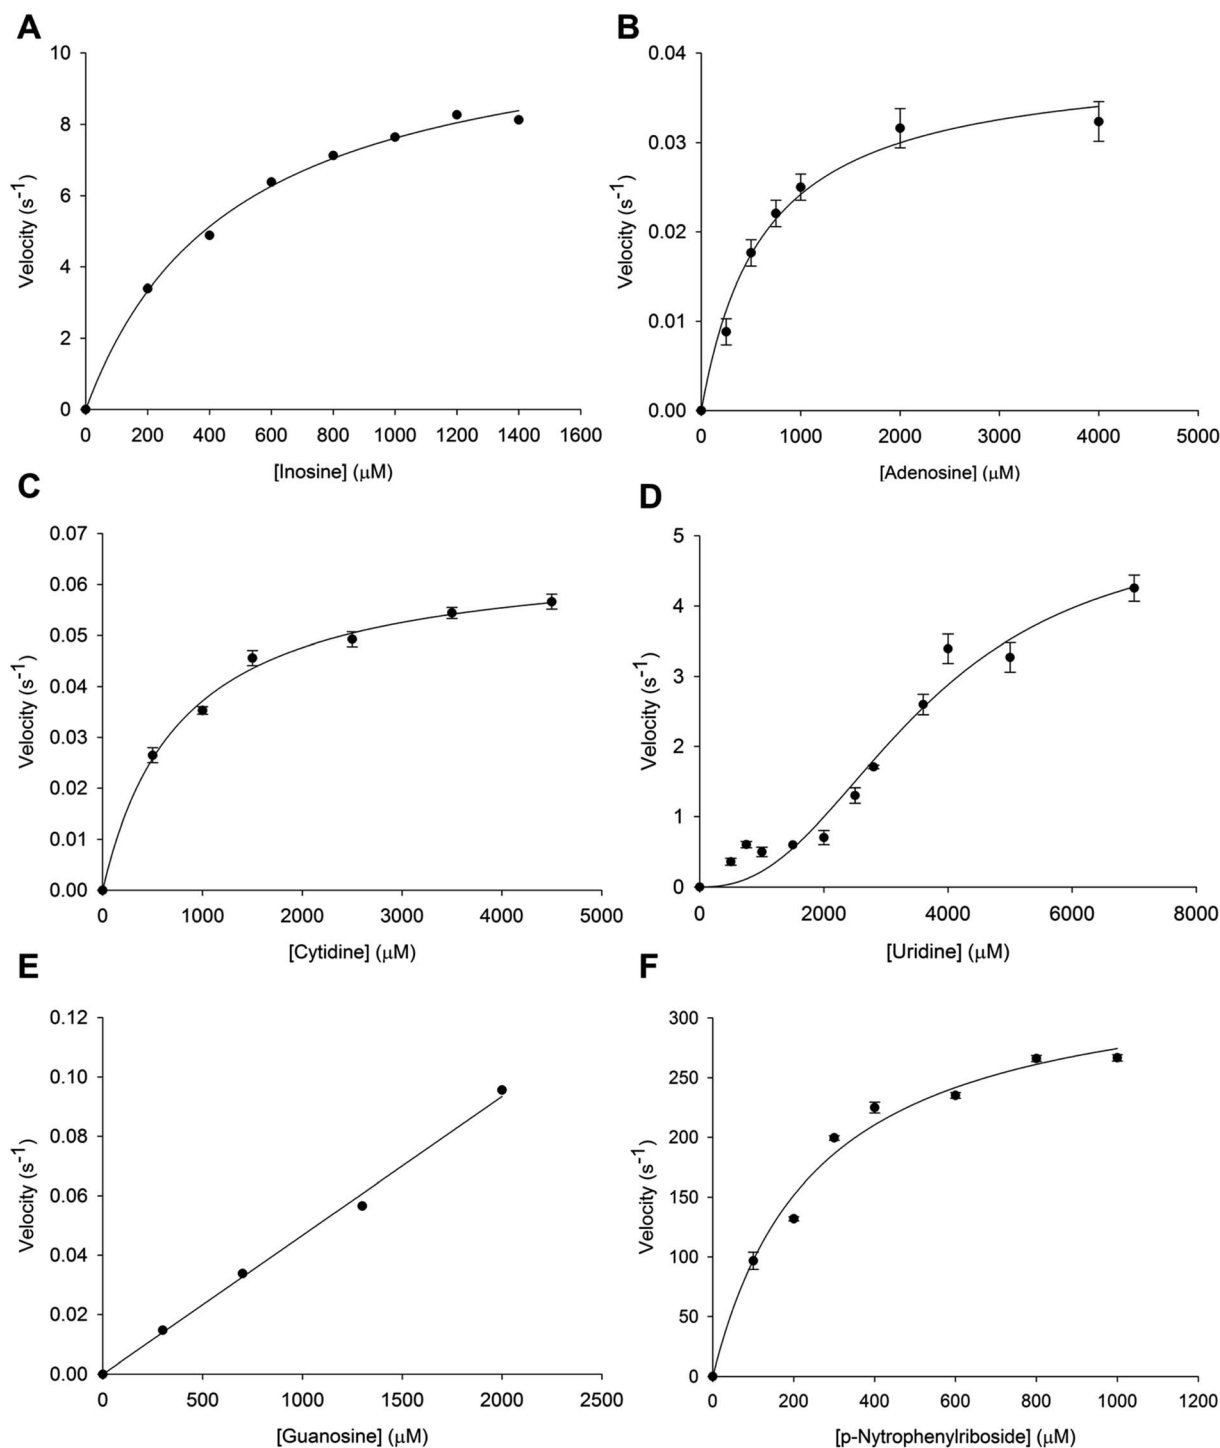 A
B
10
8
6
4
2
0
Velocity (s⁻¹)
0 200 400 600 800 1000 1200 1400 1600
[Inosine] (μM)
0.04
0.03
0.02
0.01
0.00
Velocity (s⁻¹)
0 1000 2000 3000 4000 5000
[Adenosine] (μM)
C
D
0.07
0.06
0.05
0.04
0.03
0.02
0.01
0.00
Velocity (s⁻¹)
0 1000 2000 3000 4000 5000
[Cytidine] (μM)
5
4
3
2
1
0
Velocity (s⁻¹)
0 2000 4000 6000 8000
[Uridine] (μM)
E
F
0.12
0.10
0.08
0.06
0.04
0.02
0.00
Velocity (s⁻¹)
0 500 1000 1500 2000 2500
[Guanosine] (μM)
300
250
200
150
100
50
0
Velocity (s⁻¹)
0 200 400 600 800 1000 1200
[p-Nytrophenylriboside] (μM)